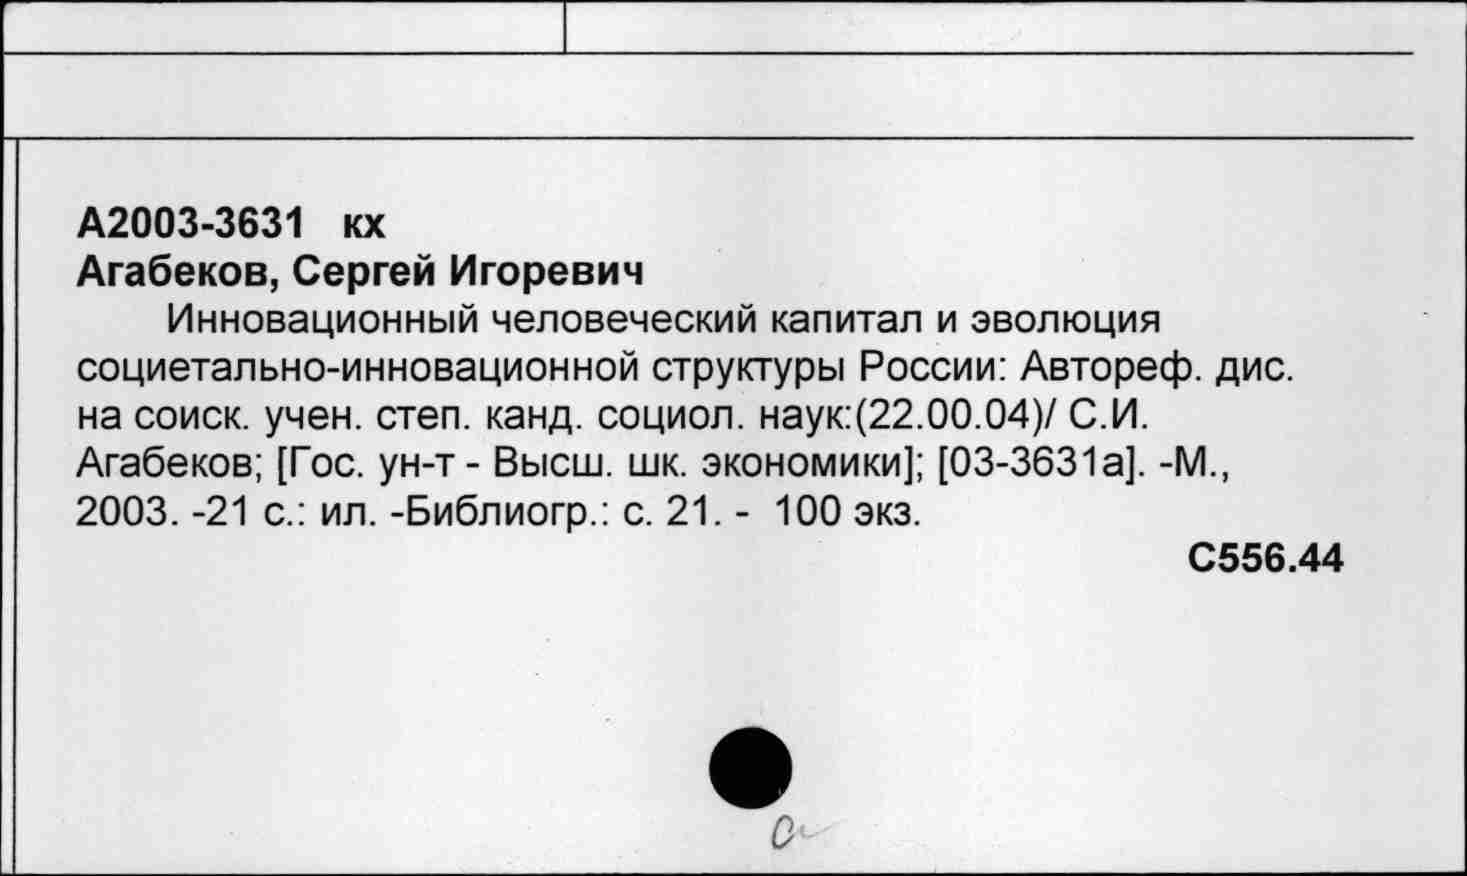 А2003-3631 кх
Агабеков, Сергей Игоревич
Инновационный человеческий капитал и эволюция
социетально-инновационной структуры России: Автореф. дис.
на соиск. учен. степ. канд. социол. наук:(22.00.04)/ С.И.
Агабеков; [Гос. ун-т - Высш. шк. экономики]; [03-3631а]. -М.,
2003. -21 с.: ил. -Библиогр.: с. 21. - 100 экз.
С556.44